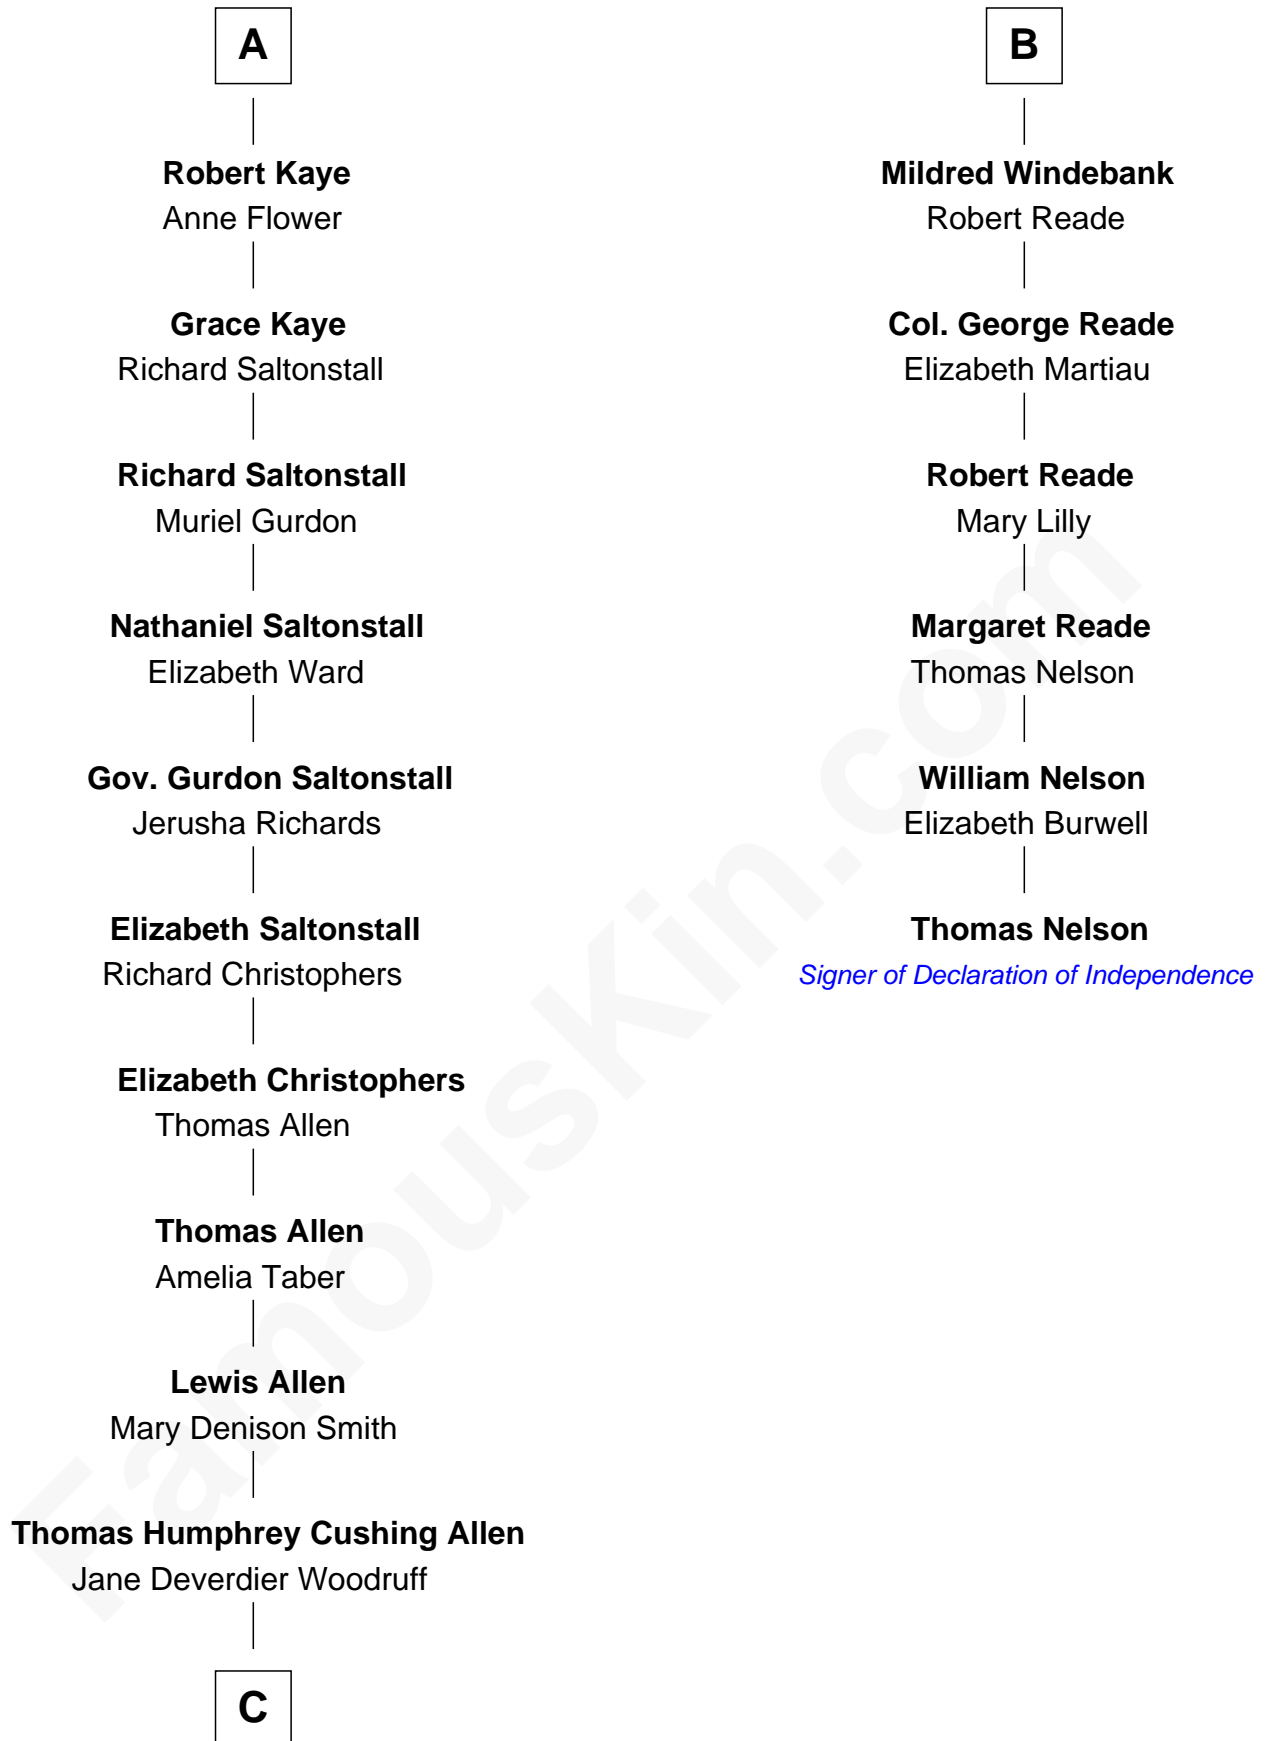 A
Robert Kaye
Anne Flower
Grace Kaye
Richard Saltonstall
Richard Saltonstall
Muriel Gurdon
Nathaniel Saltonstall
Elizabeth Ward
Gov. Gurdon Saltonstall
Jerusha Richards
Elizabeth Saltonstall
Richard Christophers
Elizabeth Christophers
Thomas Allen
Thomas Allen
Amelia Taber
Lewis Allen
Mary Denison Smith
Thomas Humphrey Cushing Allen
Jane Deverdier Woodruff
C
B
Mildred Windebank
Robert Reade
Col. George Reade
Elizabeth Martiau
Robert Reade
Mary Lilly
Margaret Reade
Thomas Nelson
William Nelson
Elizabeth Burwell
Thomas Nelson
Signer of Declaration of Independence
FamousKin.com